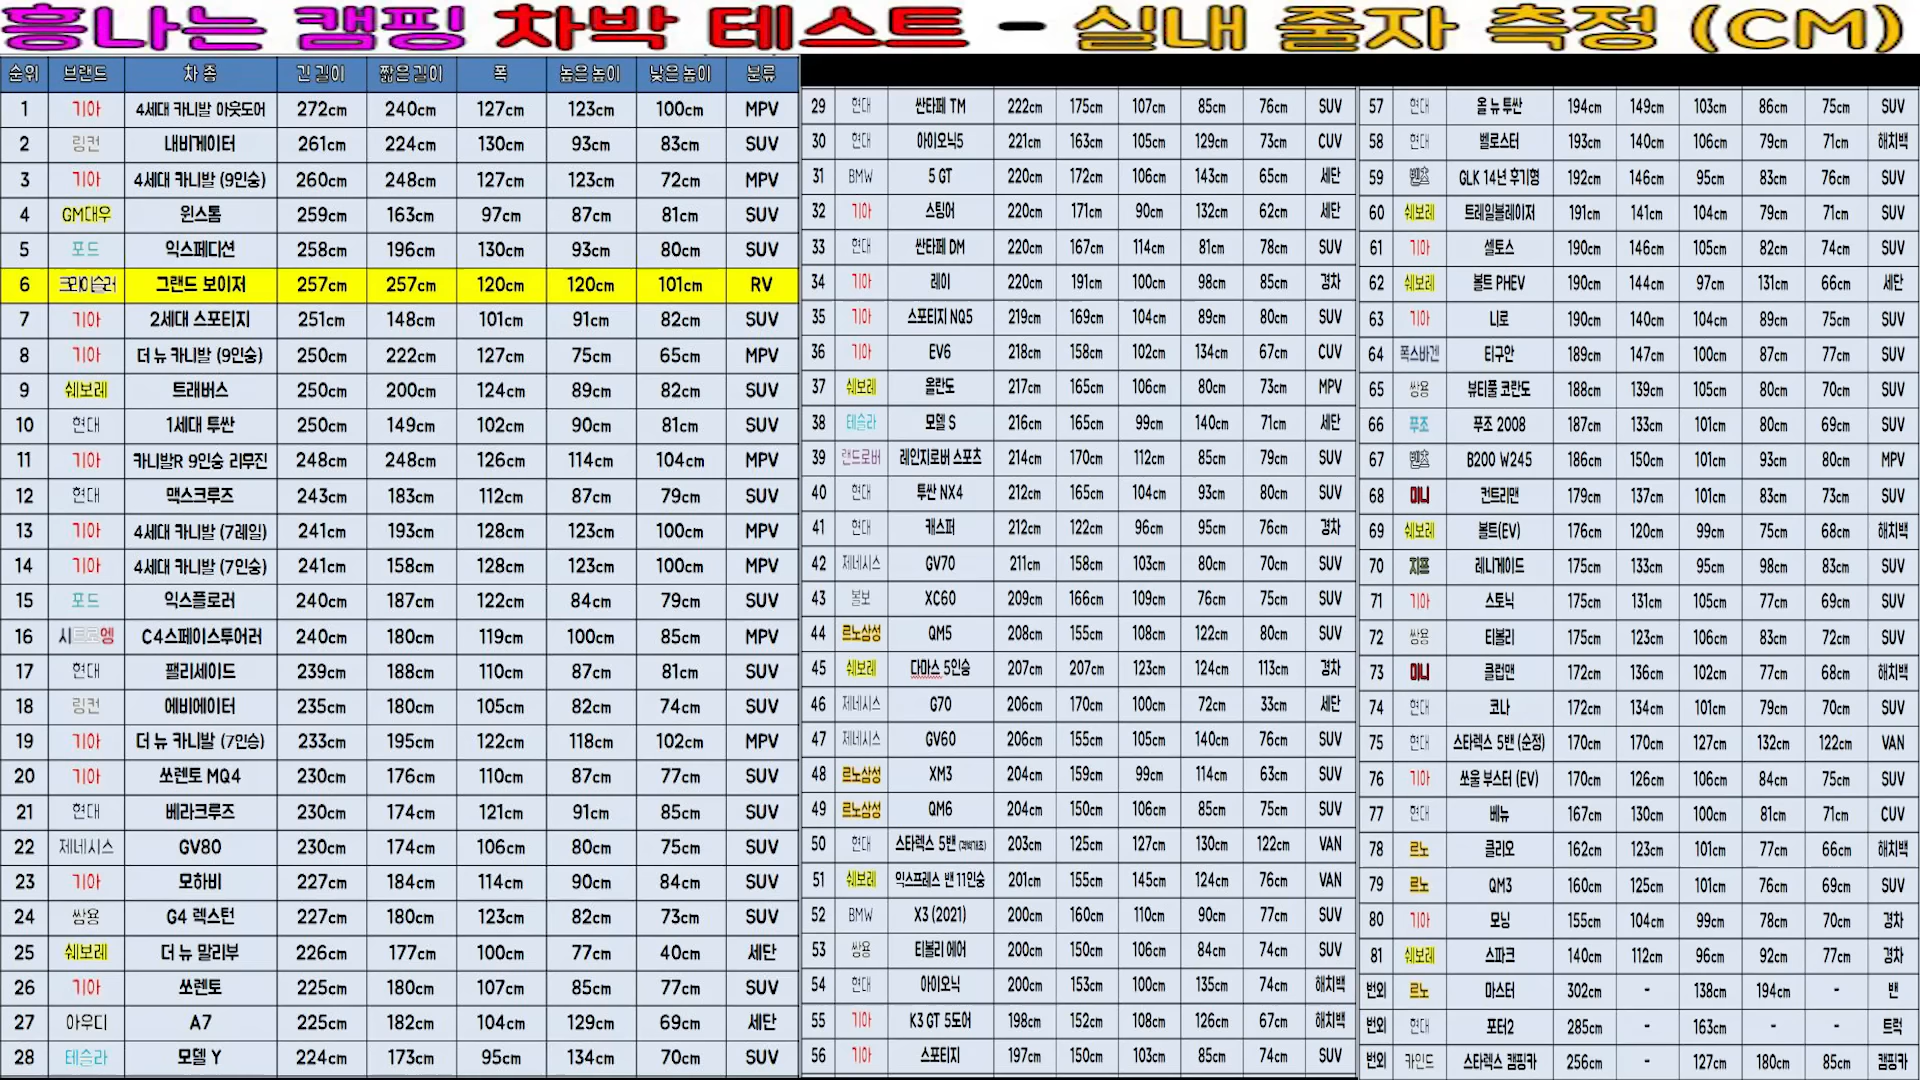 흥나는 캠핑 차박 테스트 - 실내 줄자 측정 (CM)
순위 브랜드 차 종 긴 길이 짧은 길이 폭 높은 높이 낮은 높이 분류
1 기아 4세대 카니발 아웃도어 272cm 240cm 127cm 123cm 100cm MPV
2 링컨 내비게이터 261cm 224cm 130cm 93cm 83cm SUV
3 기아 4세대 카니발 (9인승) 260cm 248cm 127cm 123cm 72cm MPV
4 GM대우 윈스톰 259cm 163cm 97cm 87cm 81cm SUV
5 포드 익스페디션 258cm 196cm 130cm 93cm 80cm SUV
6 크라이슬러 그랜드 보이저 257cm 257cm 120cm 120cm 101cm RV
7 기아 2세대 스포티지 251cm 148cm 101cm 91cm 82cm SUV
8 기아 더 뉴 카니발 (9인승) 250cm 222cm 127cm 75cm 65cm MPV
9 쉐보레 트래버스 250cm 200cm 124cm 89cm 82cm SUV
10 현대 1세대 투싼 250cm 149cm 102cm 90cm 81cm SUV
11 기아 카니발R 9인승 리무진 248cm 248cm 126cm 114cm 104cm MPV
12 현대 맥스크루즈 243cm 183cm 112cm 87cm 79cm SUV
13 기아 4세대 카니발 (7레일) 241cm 193cm 128cm 123cm 100cm MPV
14 기아 4세대 카니발 (7인승) 241cm 158cm 128cm 123cm 100cm MPV
15 포드 익스플로러 240cm 187cm 122cm 84cm 79cm SUV
16 시트로엥 C4스페이스투어러 240cm 180cm 119cm 100cm 85cm MPV
17 현대 팰리세이드 239cm 188cm 110cm 87cm 81cm SUV
18 링컨 에비에이터 235cm 180cm 105cm 82cm 74cm SUV
19 기아 더 뉴 카니발 (7인승) 233cm 195cm 122cm 118cm 102cm MPV
20 기아 쏘렌토 MQ4 230cm 176cm 110cm 87cm 77cm SUV
21 현대 베라크루즈 230cm 174cm 121cm 91cm 85cm SUV
22 제네시스 GV80 230cm 174cm 106cm 80cm 75cm SUV
23 기아 모하비 227cm 184cm 114cm 90cm 84cm SUV
24 쌍용 G4 렉스턴 227cm 180cm 123cm 82cm 73cm SUV
25 쉐보레 더 뉴 말리부 226cm 177cm 100cm 77cm 40cm 세단
26 기아 쏘렌토 225cm 180cm 107cm 85cm 77cm SUV
27 아우디 A7 225cm 182cm 104cm 129cm 69cm 세단
28 테슬라 모델 Y 224cm 173cm 95cm 134cm 70cm SUV
29 현대 싼타페 TM 222cm 175cm 107cm 85cm 76cm SUV
30 현대 아이오닉5 221cm 163cm 105cm 129cm 73cm CUV
31 BMW 5 GT 220cm 172cm 106cm 143cm 65cm 세단
32 기아 스팅어 220cm 171cm 90cm 132cm 62cm 세단
33 현대 싼타페 DM 220cm 167cm 114cm 81cm 78cm SUV
34 기아 레이 220cm 191cm 100cm 98cm 85cm 경차
35 기아 스포티지 NQ5 219cm 169cm 104cm 89cm 80cm SUV
36 기아 EV6 218cm 158cm 102cm 134cm 67cm CUV
37 쉐보레 올란도 217cm 165cm 106cm 80cm 73cm MPV
38 테슬라 모델 S 216cm 165cm 99cm 140cm 71cm 세단
39 랜드로버 레인지로버 스포츠 214cm 170cm 112cm 85cm 79cm SUV
40 현대 투싼 NX4 212cm 165cm 104cm 93cm 80cm SUV
41 현대 캐스퍼 212cm 122cm 96cm 95cm 76cm 경차
42 제네시스 GV70 211cm 158cm 103cm 80cm 70cm SUV
43 볼보 XC60 209cm 166cm 109cm 76cm 75cm SUV
44 르노삼성 QM5 208cm 155cm 108cm 122cm 80cm SUV
45 쉐보레 다마스 5인승 207cm 207cm 123cm 124cm 113cm 경차
46 제네시스 G70 206cm 170cm 100cm 72cm 33cm 세단
47 제네시스 GV60 206cm 155cm 105cm 140cm 76cm SUV
48 르노삼성 XM3 204cm 159cm 99cm 114cm 63cm SUV
49 르노삼성 QM6 204cm 150cm 106cm 85cm 75cm SUV
50 현대 스타렉스 5밴 203cm 125cm 127cm 130cm 122cm VAN
51 쉐보레 익스프레스 밴 11인승 201cm 155cm 145cm 124cm 76cm VAN
52 BMW X3 (2021) 200cm 160cm 110cm 90cm 77cm SUV
53 쌍용 티볼리 에어 200cm 150cm 106cm 84cm 74cm SUV
54 현대 아이오닉 200cm 153cm 100cm 135cm 74cm 해치백
55 기아 K3 GT 5도어 198cm 152cm 108cm 126cm 67cm 해치백
56 기아 스포티지 197cm 150cm 103cm 85cm 74cm SUV
57 현대 올 뉴 투싼 194cm 149cm 103cm 86cm 75cm SUV
58 현대 벨로스터 193cm 140cm 106cm 79cm 71cm 해치백
59 벤츠 GLK 14년 후기형 192cm 146cm 95cm 83cm 76cm SUV
60 쉐보레 트레일블레이저 191cm 141cm 104cm 79cm 71cm SUV
61 기아 셀토스 190cm 146cm 105cm 82cm 74cm SUV
62 쉐보레 볼트 PHEV 190cm 144cm 97cm 131cm 66cm 세단
63 기아 니로 190cm 140cm 104cm 89cm 75cm SUV
64 폭스바겐 티구안 189cm 147cm 100cm 87cm 77cm SUV
65 쌍용 뷰티풀 코란도 188cm 139cm 105cm 80cm 70cm SUV
66 푸조 푸조 2008 187cm 133cm 101cm 80cm 69cm SUV
67 벤츠 B200 W245 186cm 150cm 101cm 93cm 80cm MPV
68 미니 컨트리맨 179cm 137cm 101cm 83cm 73cm SUV
69 쉐보레 볼트(EV) 176cm 120cm 99cm 75cm 68cm 해치백
70 지프 레니게이드 175cm 133cm 95cm 98cm 83cm SUV
71 기아 스토닉 175cm 131cm 105cm 77cm 69cm SUV
72 쌍용 티볼리 175cm 123cm 106cm 83cm 72cm SUV
73 미니 클럽맨 172cm 136cm 102cm 77cm 68cm 해치백
74 현대 코나 172cm 134cm 101cm 79cm 70cm SUV
75 현대 스타렉스 5밴 (순정) 170cm 170cm 127cm 132cm 122cm VAN
76 기아 쏘울 부스터 (EV) 170cm 126cm 106cm 84cm 75cm SUV
77 현대 베뉴 167cm 130cm 100cm 81cm 71cm CUV
78 르노 클리오 162cm 123cm 101cm 77cm 66cm 해치백
79 르노 QM3 160cm 125cm 101cm 76cm 69cm SUV
80 기아 모닝 155cm 104cm 99cm 78cm 70cm 경차
81 쉐보레 스파크 140cm 112cm 96cm 92cm 77cm 경차
번외 르노 마스터 302cm - 138cm 194cm - 밴
번외 현대 포터2 285cm - 163cm - - 트럭
번외 카인드 스타렉스 캠핑카 256cm - 127cm 180cm 85cm 캠핑카